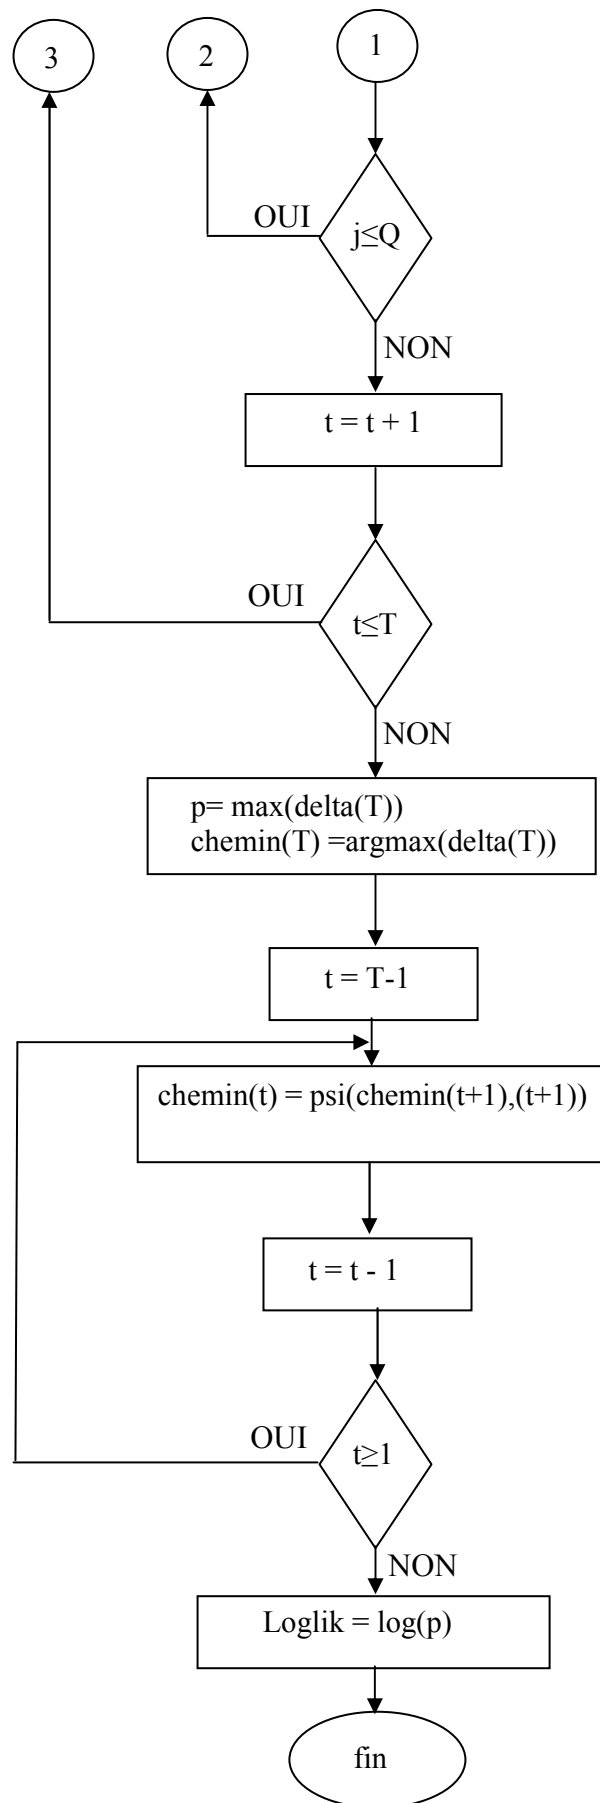 3
2
1
OUI
j≤Q
NON
t = t + 1
OUI
t≤T
NON
p= max(delta(T))
chemin(T) =argmax(delta(T))
t = T-1
chemin(t) = psi(chemin(t+1),(t+1))
t = t - 1
OUI
t≥1
NON
Loglik = log(p)
fin